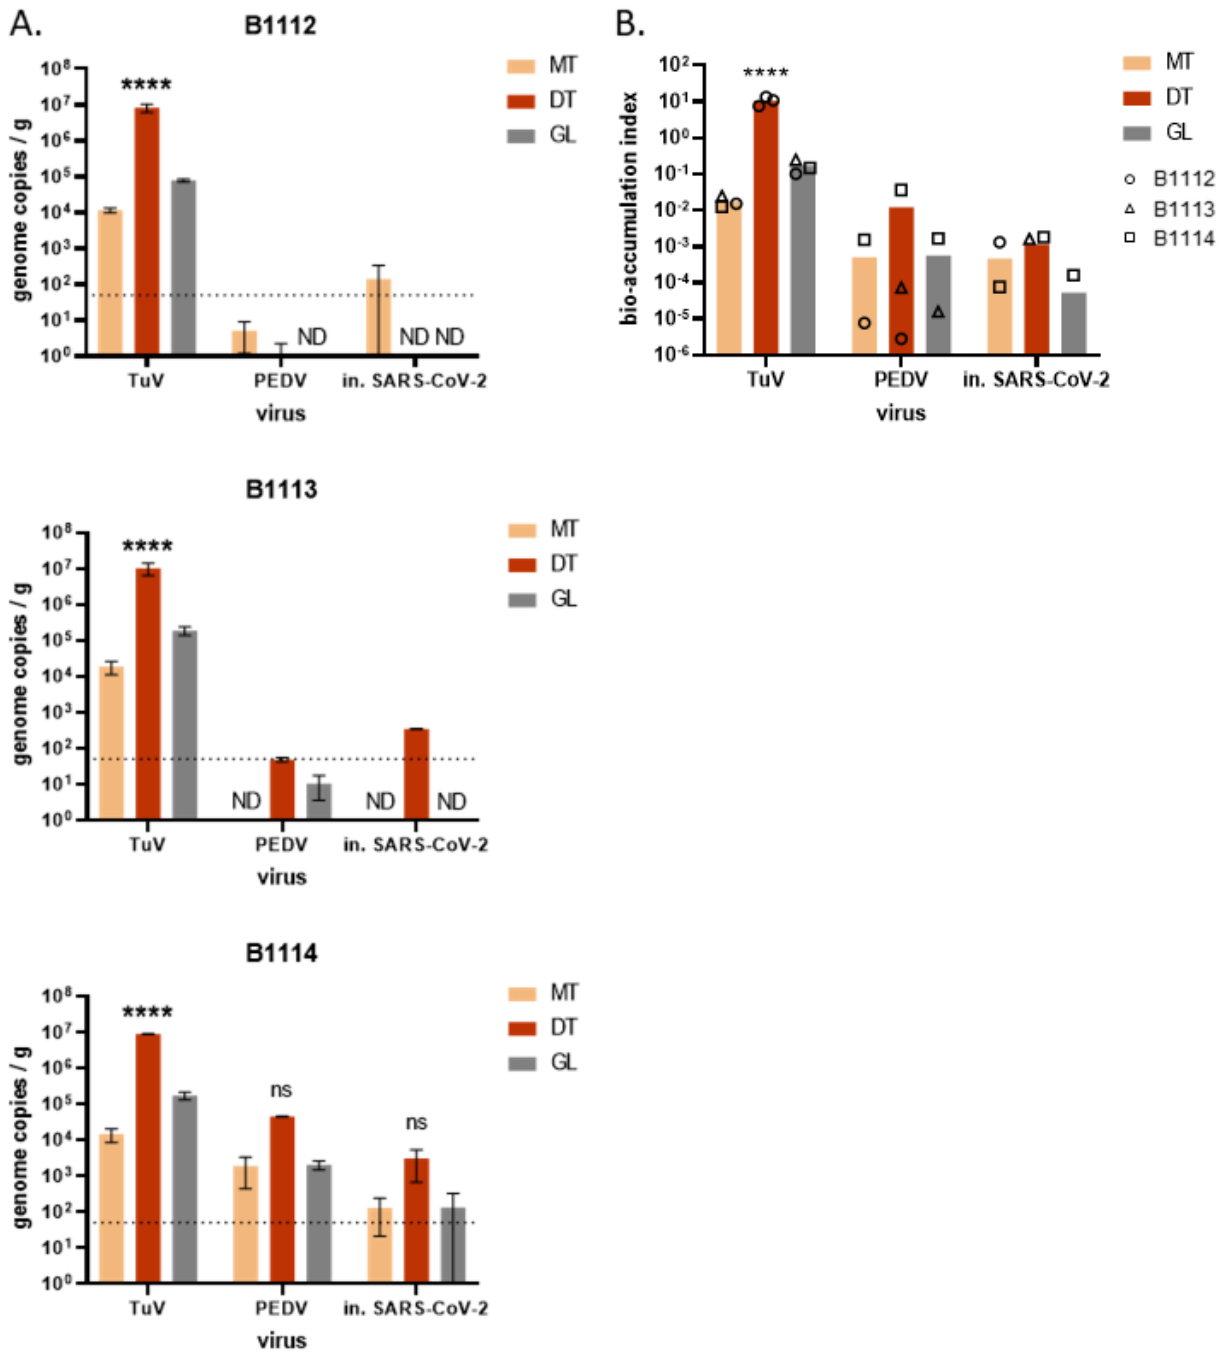 A.
B1112
genome copies / g
10⁸
10⁷
10⁶
10⁵
10⁴
10³
10²
10¹
10⁰
****
ND
ND ND
TuV PEDV in. SARS-CoV-2
virus
MT
DT
GL
B.
bio-accumulation index
10²
10¹
10⁰
10⁻¹
10⁻²
10⁻³
10⁻⁴
10⁻⁵
10⁻⁶
****
TuV PEDV in. SARS-CoV-2
virus
MT
DT
GL
B1112
B1113
B1114
B1113
genome copies / g
10⁸
10⁷
10⁶
10⁵
10⁴
10³
10²
10¹
10⁰
****
ND ND ND
TuV PEDV in. SARS-CoV-2
virus
MT
DT
GL
B1114
genome copies / g
10⁸
10⁷
10⁶
10⁵
10⁴
10³
10²
10¹
10⁰
****
ns
ns
TuV PEDV in. SARS-CoV-2
virus
MT
DT
GL